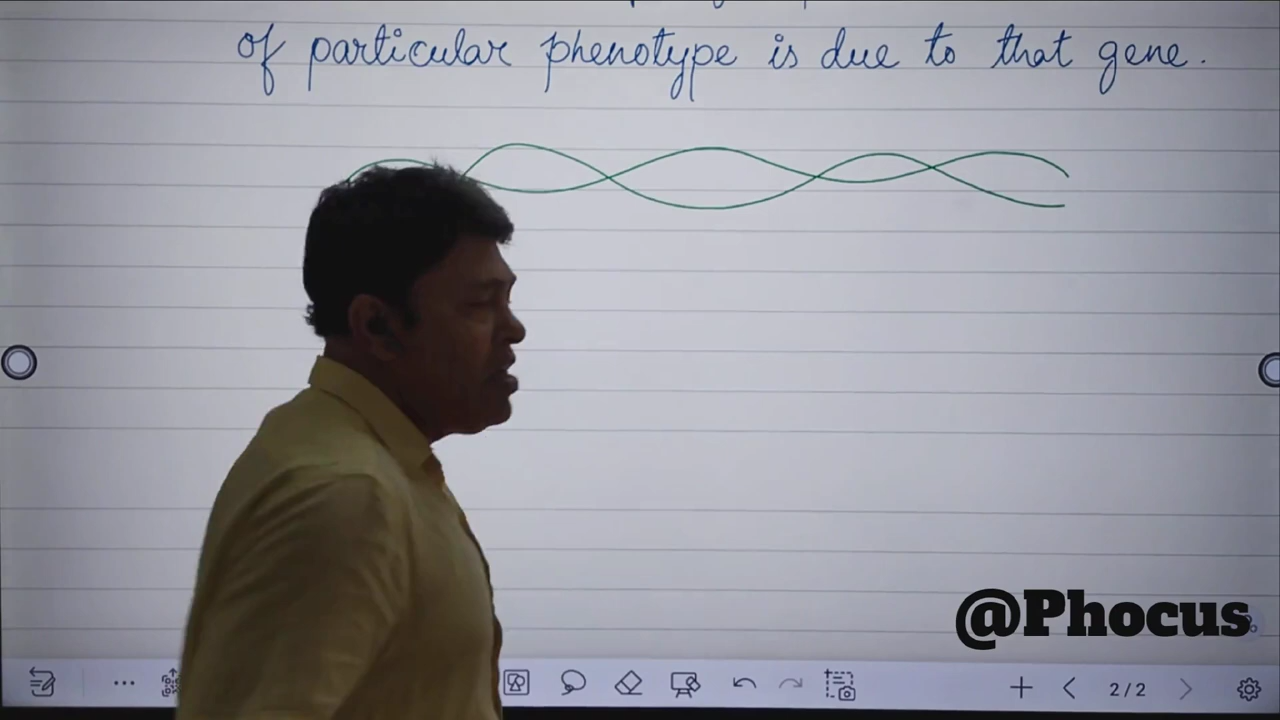 of particular phenotype is due to that gene.
@Phocus
2/2